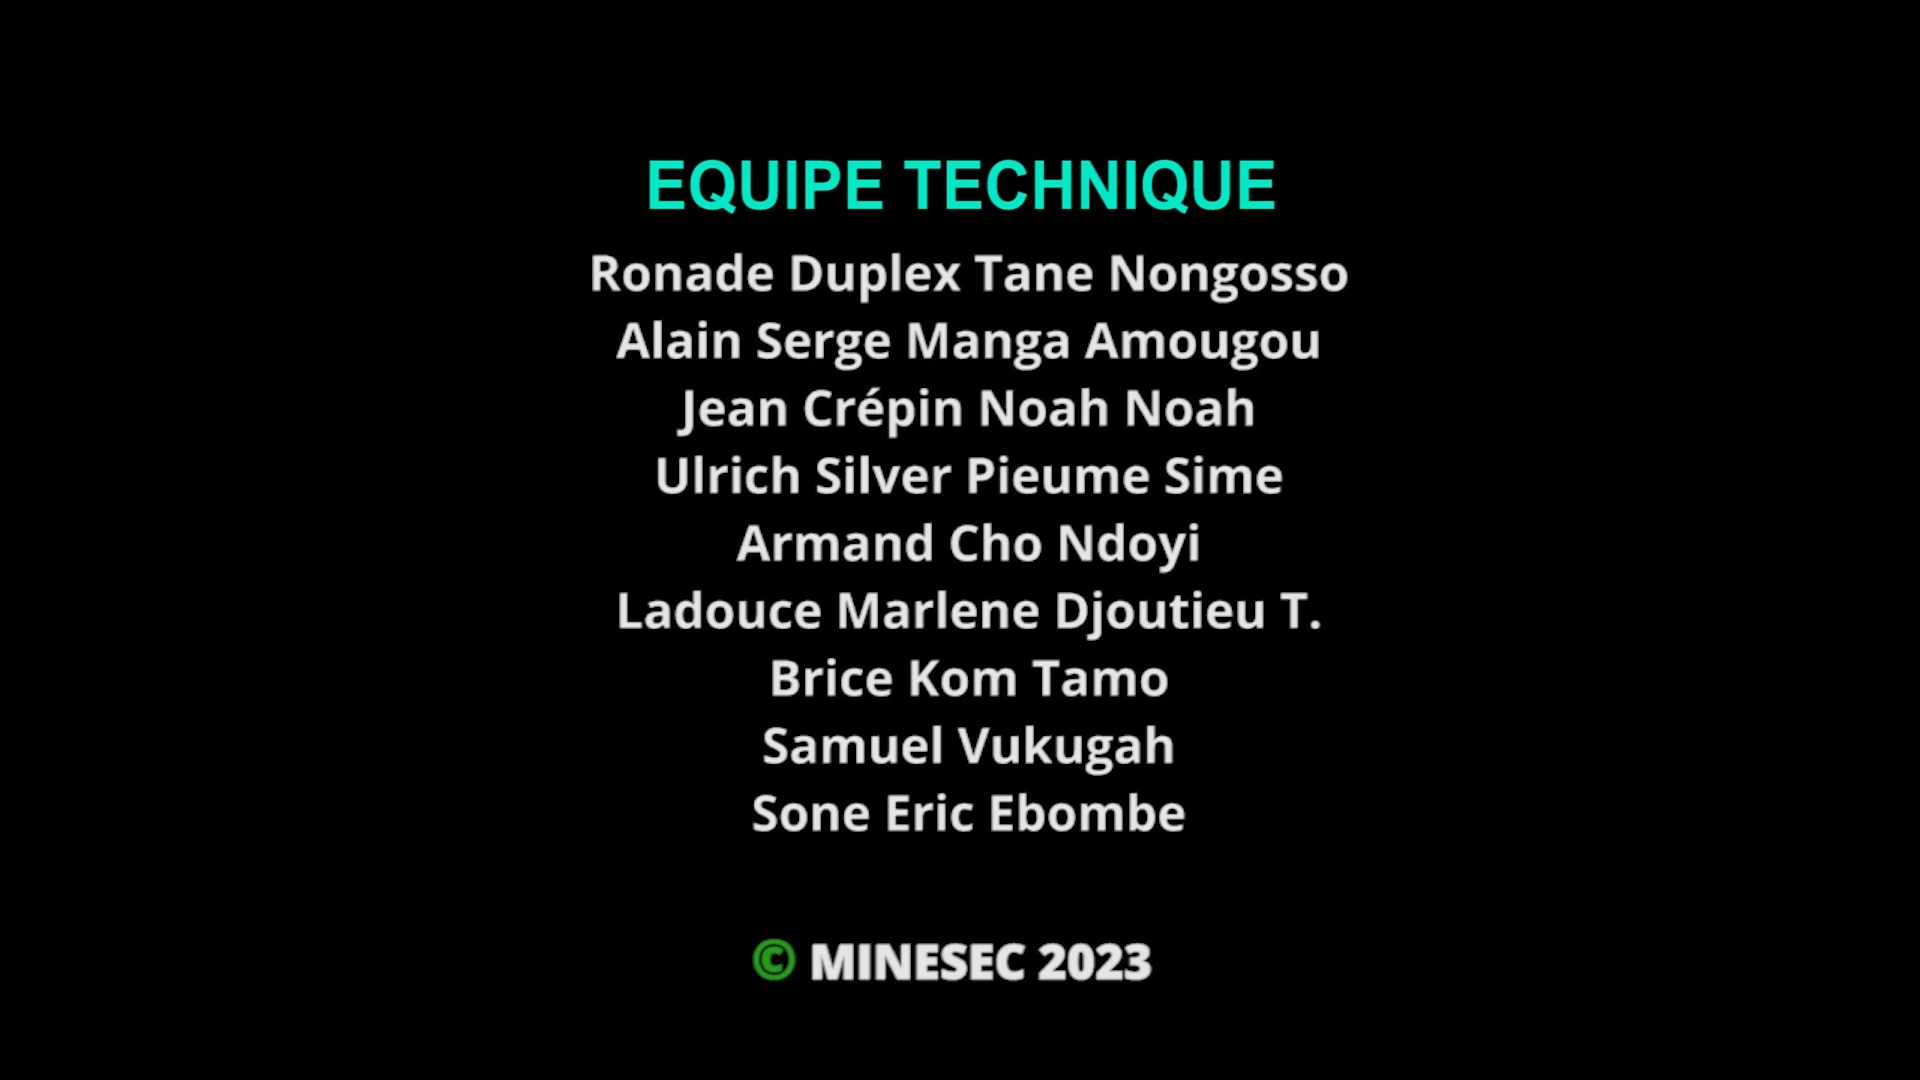 EQUIPE TECHNIQUE
Ronade Duplex Tane Nongosso
Alain Serge Manga Amougou
Jean Crépin Noah Noah
Ulrich Silver Pieume Sime
Armand Cho Ndoyi
Ladouce Marlene Djoutieu T.
Brice Kom Tamo
Samuel Vukugah
Sone Eric Ebombe
© MINESEC 2023